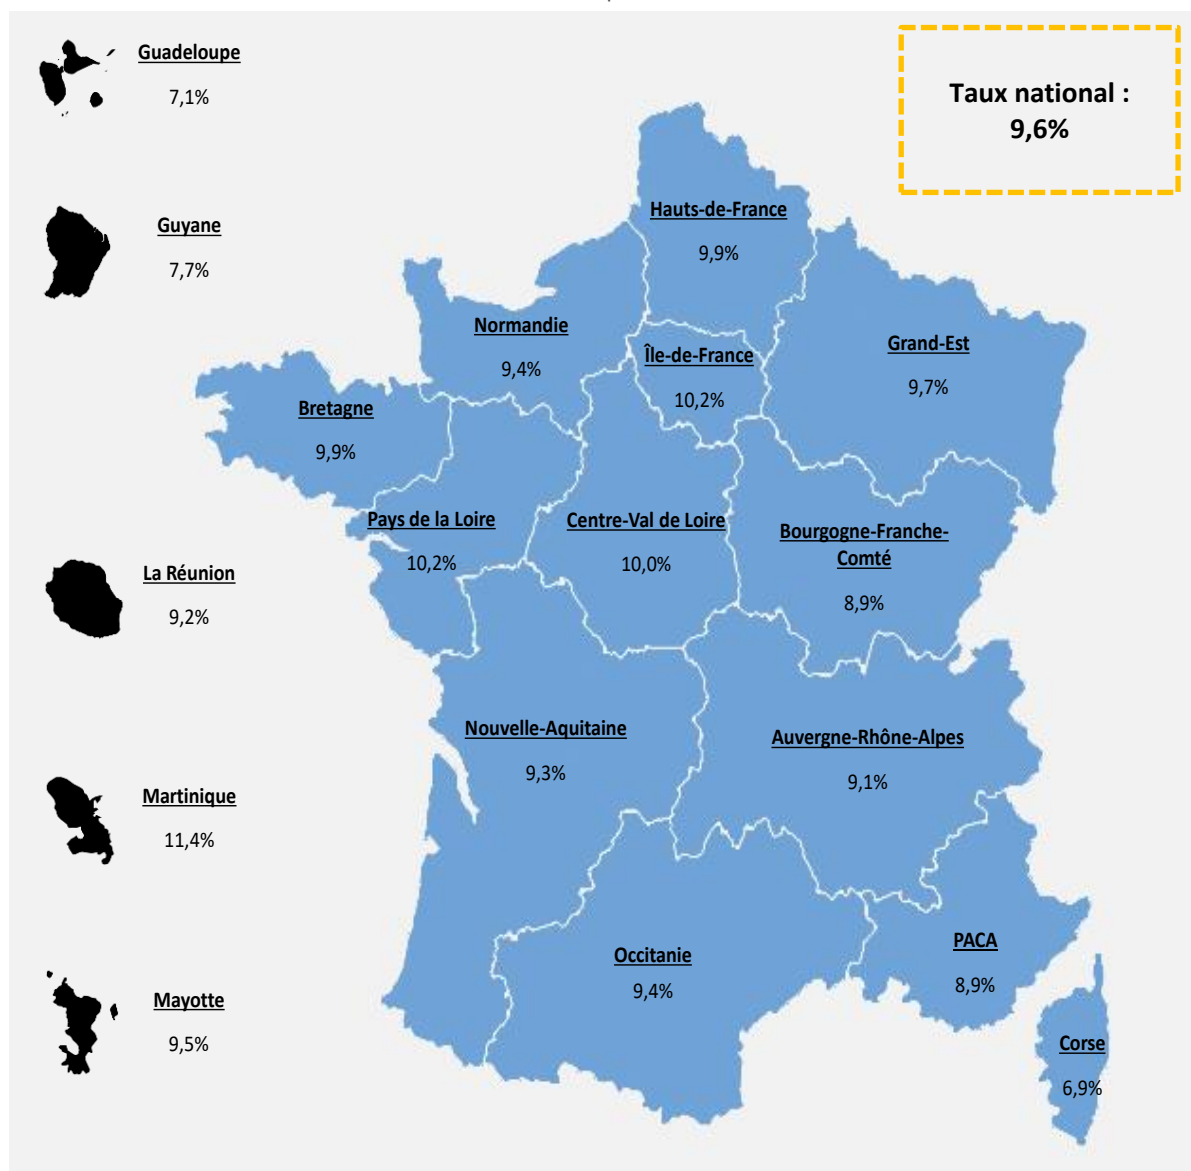 Guadeloupe
7,1%
Taux national :
9,6%
Guyane
7,7%
Hauts-de-France
9,9%
Normandie
9,4%
Île-de-France
10,2%
Grand-Est
9,7%
Bretagne
9,9%
Pays de la Loire
10,2%
Centre-Val de Loire
10,0%
Bourgogne-Franche-
Comté
8,9%
La Réunion
9,2%
Nouvelle-Aquitaine
9,3%
Auvergne-Rhône-Alpes
9,1%
Martinique
11,4%
Occitanie
9,4%
PACA
8,9%
Mayotte
9,5%
Corse
6,9%